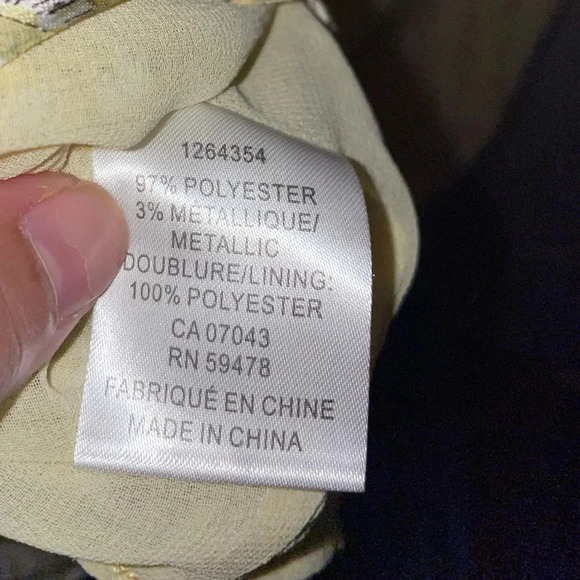 1264354
97% POLYESTER
3% MÉTALLIQUE/
METALLIC
DOUBLURE/LINING:
100% POLYESTER
CA 07043
RN 59478
FABRIQUÉ EN CHINE
MADE IN CHINA